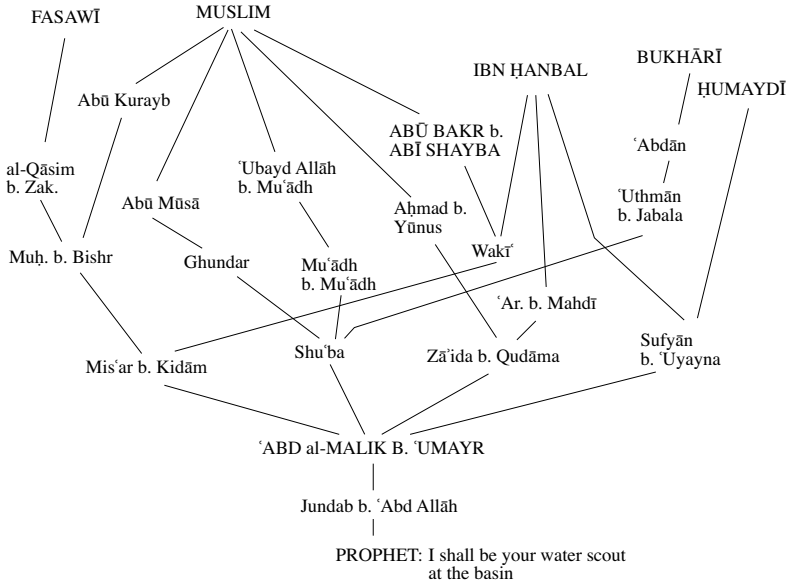 FASAWĪ
MUSLIM
IBN ḤANBAL
BUKHĀRĪ
ḤUMAYDĪ
Abū Kurayb
ABŪ BAKR b.
ABĪ SHAYBA
ʿAbdān
al-Qāsim
b. Zak.
ʿUbayd Allāh
b. Muʿādh
Abū Mūsā
Aḥmad b.
Yūnus
ʿUthmān
b. Jabala
Muḥ. b. Bishr
Ghundar
Muʿādh
b. Muʿādh
Wakīʿ
ʿAr. b. Mahdī
Misʿar b. Kidām
Shuʿba
Zāʾida b. Qudāma
Sufyān
b. ʿUyayna
ʿABD al-MALIK B. ʿUMAYR
Jundab b. ʿAbd Allāh
PROPHET: I shall be your water scout
at the basin